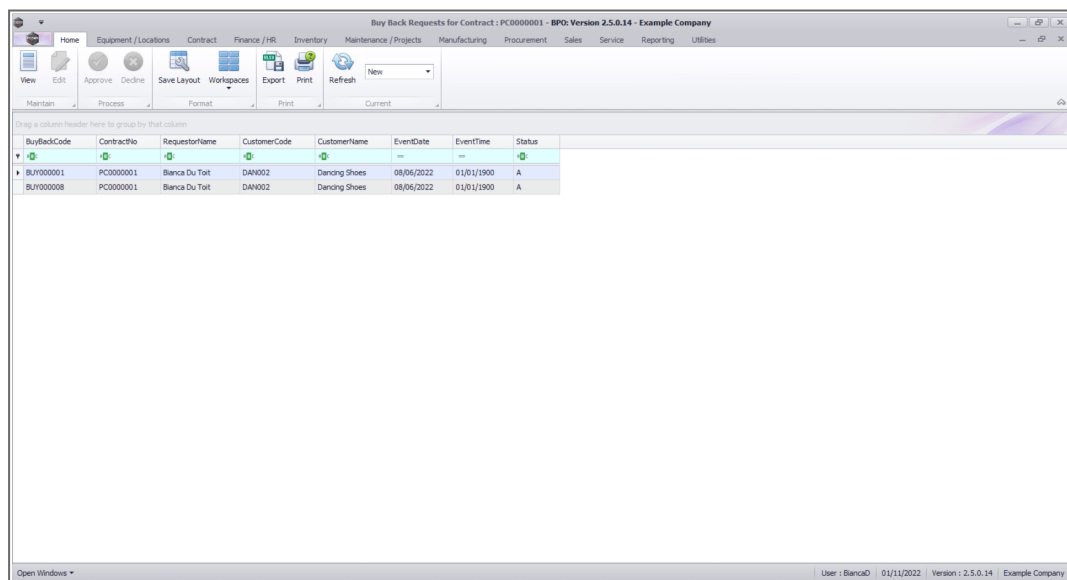 Buy Back Requests for Contract : PC0000001 - BPO: Version 2.5.0.14 - Example Company
Home Equipment / Locations Contract Finance / HR Inventory Maintenance / Projects Manufacturing Procurement Sales Service Reporting Utilities
View Edit Approve Decline Save Layout Workspaces Export Print Refresh New
Maintain Process Format Print Current
Drag a column header here to group by that column
BuyBackCode ContractNo RequestorName CustomerCode CustomerName EventDate EventTime Status
BUY000001 PC0000001 Bianca Du Toit DAN002 Dancing Shoes 08/06/2022 01/01/1900 A
BUY000008 PC0000001 Bianca Du Toit DAN002 Dancing Shoes 08/06/2022 01/01/1900 A
Open Windows User : BiancaD 01/11/2022 Version : 2.5.0.14 Example Company